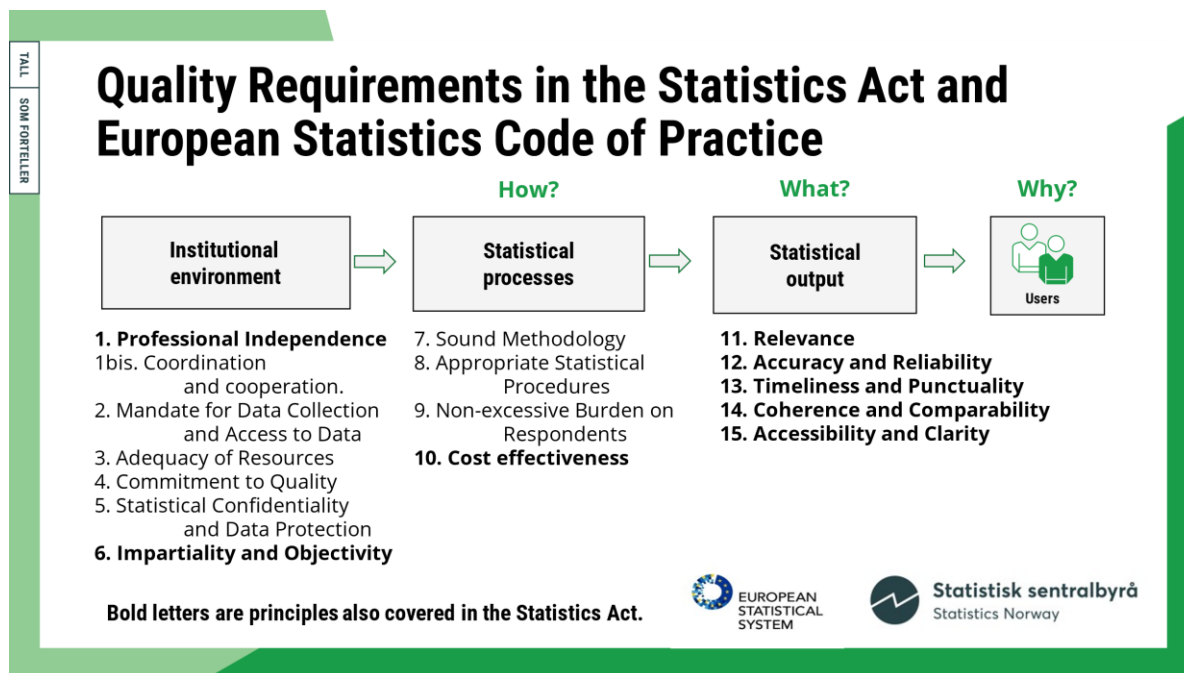 TALL
SOM FORTELLER
Quality Requirements in the Statistics Act and
European Statistics Code of Practice
How?
What?
Why?
Institutional
environment
Statistical
processes
Statistical
output
Users
1. Professional Independence
1bis. Coordination
and cooperation.
2. Mandate for Data Collection
and Access to Data
3. Adequacy of Resources
4. Commitment to Quality
5. Statistical Confidentiality
and Data Protection
6. Impartiality and Objectivity
7. Sound Methodology
8. Appropriate Statistical
Procedures
9. Non-excessive Burden on
Respondents
10. Cost effectiveness
11. Relevance
12. Accuracy and Reliability
13. Timeliness and Punctuality
14. Coherence and Comparability
15. Accessibility and Clarity
Bold letters are principles also covered in the Statistics Act.
EUROPEAN
STATISTICAL
SYSTEM
Statistisk sentralbyrå
Statistics Norway